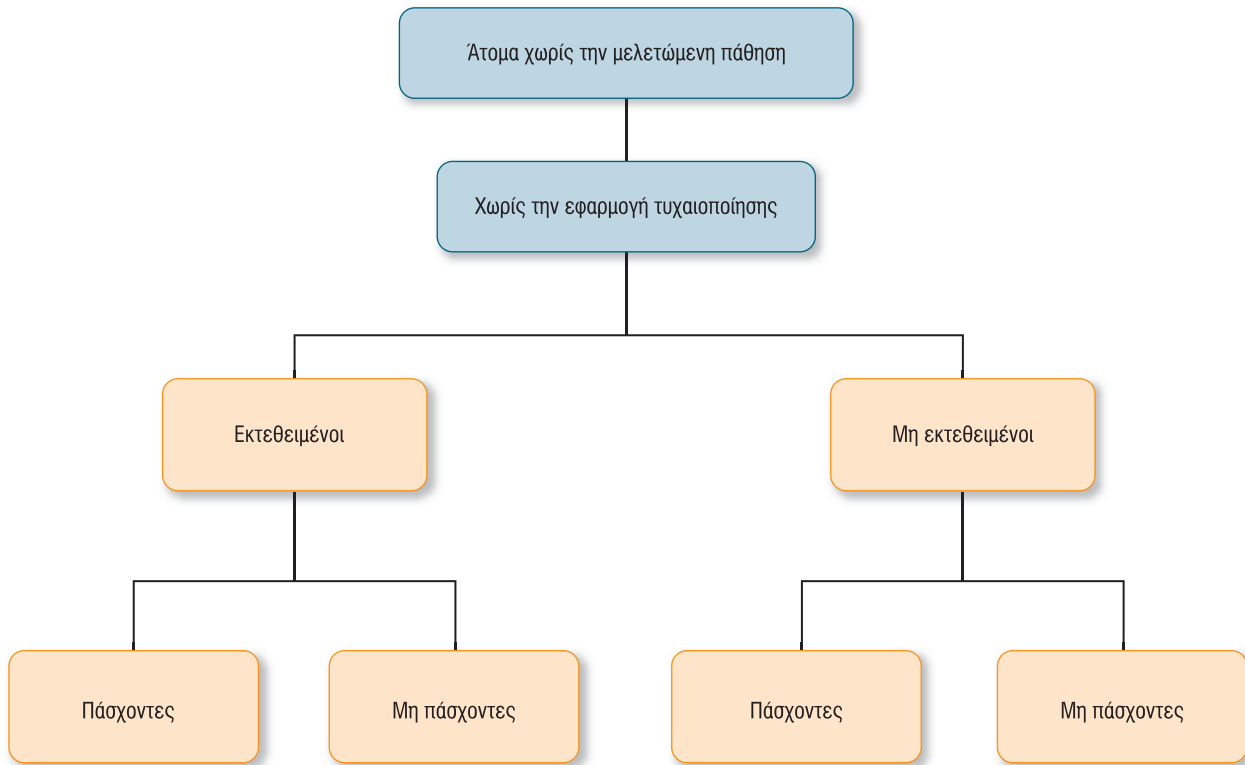 Άτομα χωρίς την μελετώμενη πάθηση
Χωρίς την εφαρμογή τυχαιοποίησης
Εκτεθειμένοι
Μη εκτεθειμένοι
Πάσχοντες
Μη πάσχοντες
Πάσχοντες
Μη πάσχοντες